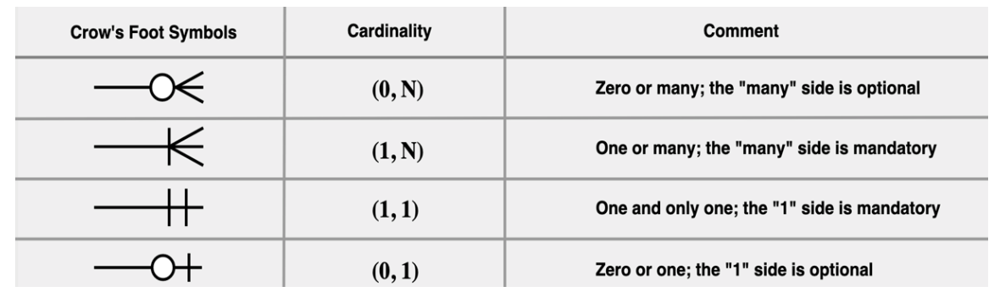 Crow's Foot Symbols Cardinality Comment
(0, N) Zero or many; the "many" side is optional
(1, N) One or many; the "many" side is mandatory
(1, 1) One and only one; the "1" side is mandatory
(0, 1) Zero or one; the "1" side is optional